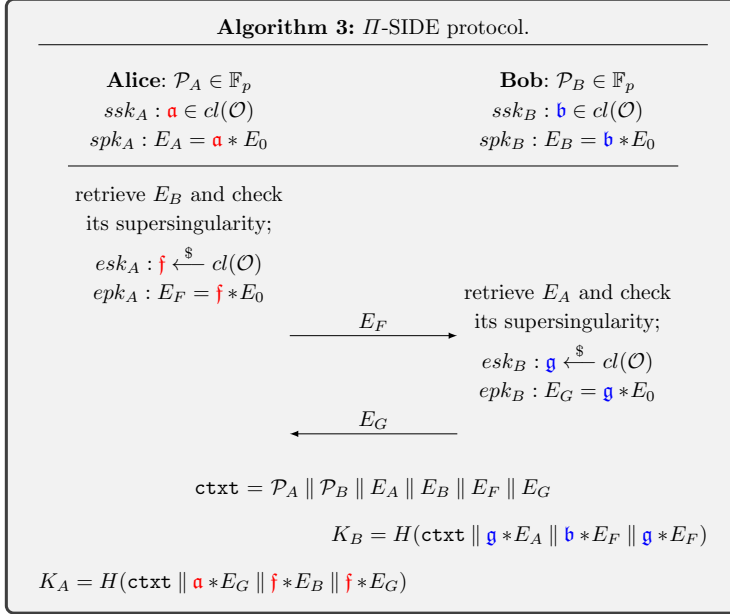 Algorithm 3: Π-SIDE protocol.
Alice: 𝒫_A ∈ 𝔽_p
ssk_A : 𝔞 ∈ cl(𝒪)
spk_A : E_A = 𝔞 * E_0
Bob: 𝒫_B ∈ 𝔽_p
ssk_B : 𝔟 ∈ cl(𝒪)
spk_B : E_B = 𝔟 * E_0
retrieve E_B and check
its supersingularity;
esk_A : 𝔣 ←$ cl(𝒪)
epk_A : E_F = 𝔣 * E_0
E_F
retrieve E_A and check
its supersingularity;
esk_B : 𝔤 ←$ cl(𝒪)
epk_B : E_G = 𝔤 * E_0
E_G
ctxt = 𝒫_A ∥ 𝒫_B ∥ E_A ∥ E_B ∥ E_F ∥ E_G
K_B = H(ctxt ∥ 𝔤 * E_A ∥ 𝔟 * E_F ∥ 𝔤 * E_F)
K_A = H(ctxt ∥ 𝔞 * E_G ∥ 𝔣 * E_B ∥ 𝔣 * E_G)